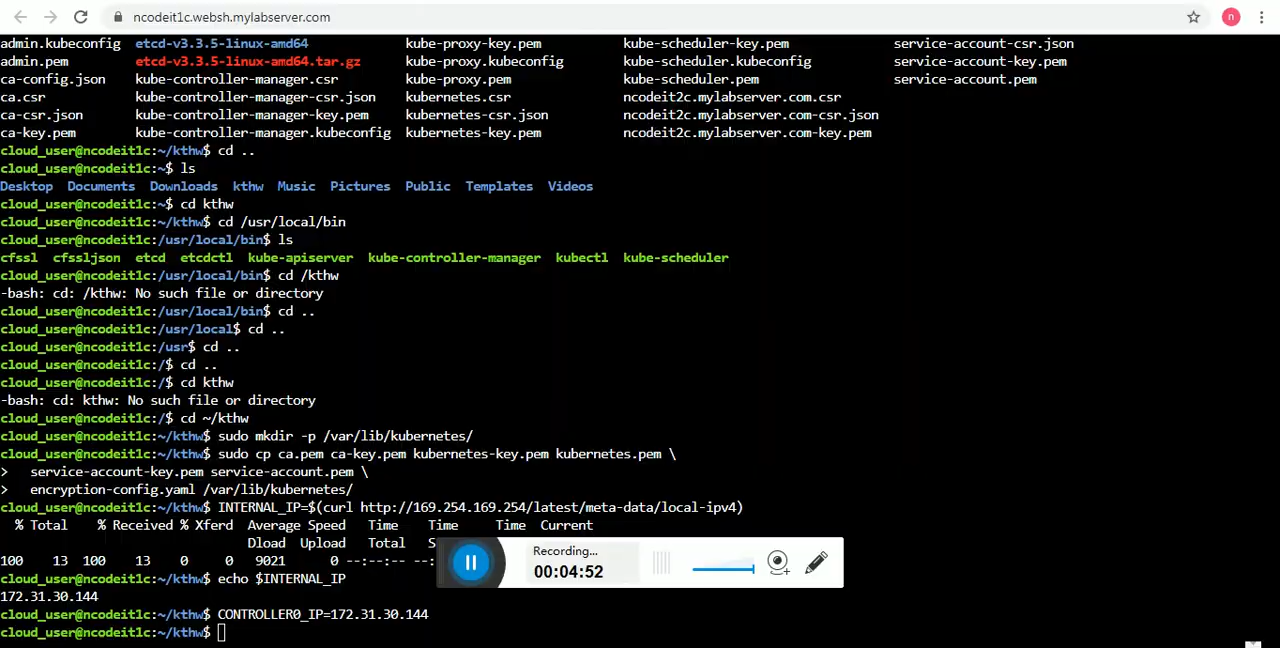 ncodeit1c.websh.mylabserver.com
n
admin.kubeconfig etcd-v3.3.5-linux-amd64 kube-proxy-key.pem kube-scheduler-key.pem service-account-csr.json
admin.pem etcd-v3.3.5-linux-amd64.tar.gz kube-proxy.kubeconfig kube-scheduler.kubeconfig service-account-key.pem
ca-config.json kube-controller-manager.csr kube-proxy.pem kube-scheduler.pem service-account.pem
ca.csr kube-controller-manager-csr.json kubernetes.csr ncodeit2c.mylabserver.com.csr
ca-csr.json kube-controller-manager-key.pem kubernetes-csr.json ncodeit2c.mylabserver.com-csr.json
ca-key.pem kube-controller-manager.kubeconfig kubernetes-key.pem ncodeit2c.mylabserver.com-key.pem
cloud_user@ncodeit1c:~/kthw$ cd ..
cloud_user@ncodeit1c:~$ ls
Desktop Documents Downloads kthw Music Pictures Public Templates Videos
cloud_user@ncodeit1c:~$ cd kthw
cloud_user@ncodeit1c:~/kthw$ cd /usr/local/bin
cloud_user@ncodeit1c:/usr/local/bin$ ls
cfssl cfssljson etcd etcdctl kube-apiserver kube-controller-manager kubectl kube-scheduler
cloud_user@ncodeit1c:/usr/local/bin$ cd /kthw
-bash: cd: /kthw: No such file or directory
cloud_user@ncodeit1c:/usr/local/bin$ cd ..
cloud_user@ncodeit1c:/usr/local$ cd ..
cloud_user@ncodeit1c:/usr$ cd ..
cloud_user@ncodeit1c:/$ cd ..
cloud_user@ncodeit1c:/$ cd kthw
-bash: cd: kthw: No such file or directory
cloud_user@ncodeit1c:/$ cd ~/kthw
cloud_user@ncodeit1c:~/kthw$ sudo mkdir -p /var/lib/kubernetes/
cloud_user@ncodeit1c:~/kthw$ sudo cp ca.pem ca-key.pem kubernetes-key.pem kubernetes.pem \
> service-account-key.pem service-account.pem \
> encryption-config.yaml /var/lib/kubernetes/
cloud_user@ncodeit1c:~/kthw$ INTERNAL_IP=$(curl http://169.254.169.254/latest/meta-data/local-ipv4)
% Total % Received % Xferd Average Speed Time Time Time Current
Dload Upload Total S
100 13 100 13 0 0 9021 0 --:--:-- --:
Recording...
00:04:52
cloud_user@ncodeit1c:~/kthw$ echo $INTERNAL_IP
172.31.30.144
cloud_user@ncodeit1c:~/kthw$ CONTROLLER0_IP=172.31.30.144
cloud_user@ncodeit1c:~/kthw$